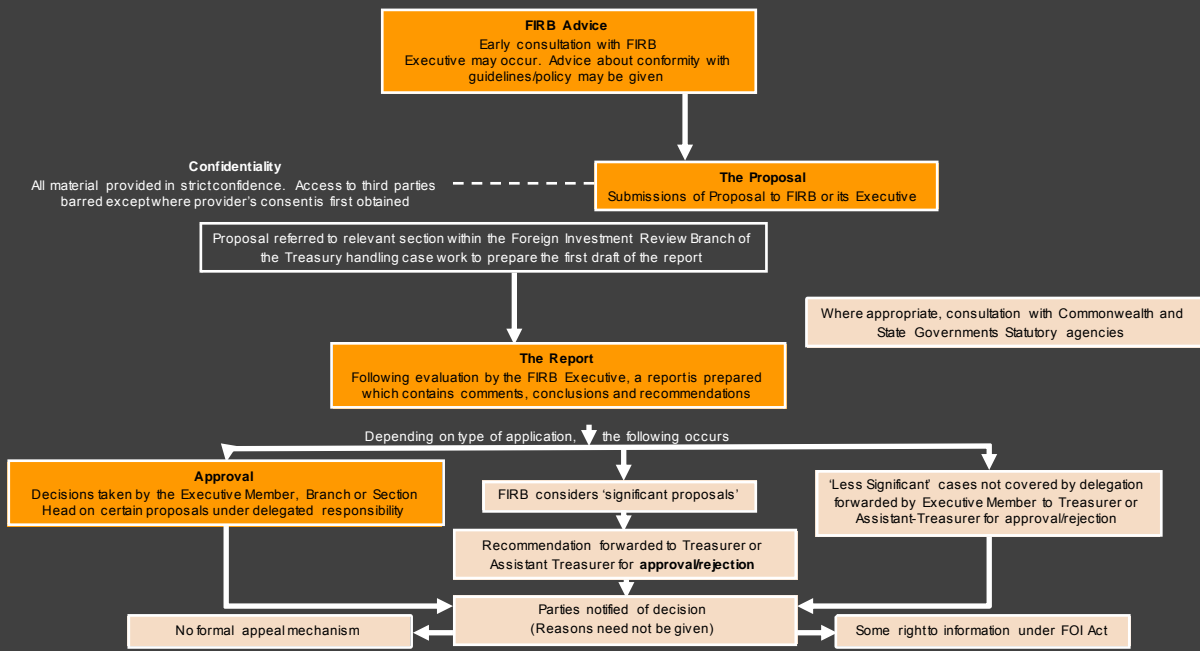 FIRB Advice
Early consultation with FIRB
Executive may occur. Advice about conformity with
guidelines/policy may be given
Confidentiality
All material provided in strict confidence. Access to third parties
barred except where provider's consent is first obtained
The Proposal
Submissions of Proposal to FIRB or its Executive
Proposal referred to relevant section within the Foreign Investment Review Branch of
the Treasury handling case work to prepare the first draft of the report
Where appropriate, consultation with Commonwealth and
State Governments Statutory agencies
The Report
Following evaluation by the FIRB Executive, a report is prepared
which contains comments, conclusions and recommendations
Depending on type of application, the following occurs
Approval
Decisions taken by the Executive Member, Branch or Section
Head on certain proposals under delegated responsibility
FIRB considers 'significant proposals'
'Less Significant' cases not covered by delegation
forwarded by Executive Member to Treasurer or
Assistant-Treasurer for approval/rejection
Recommendation forwarded to Treasurer or
Assistant Treasurer for approval/rejection
Parties notified of decision
(Reasons need not be given)
No formal appeal mechanism
Some right to information under FOI Act